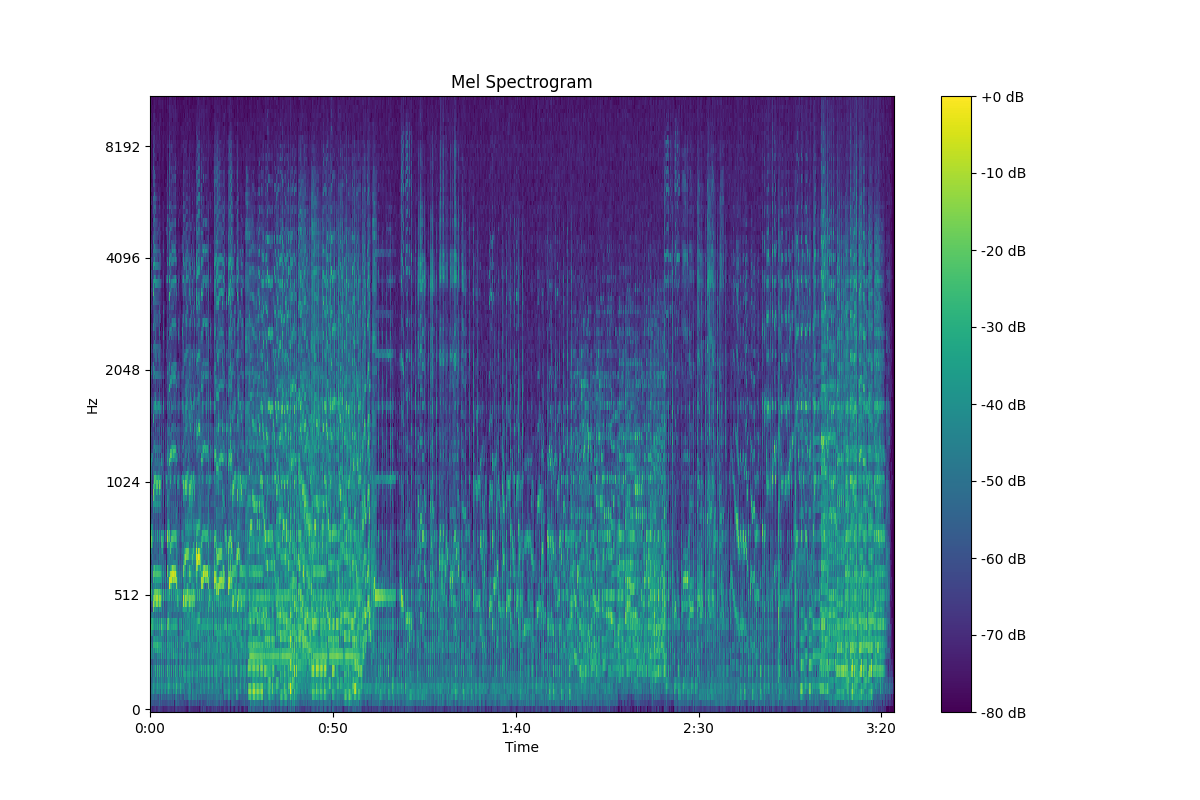 Mel Spectrogram
+0 dB
8192
-10 dB
-20 dB
4096
-30 dB
2048
-40 dB
Hz
1024
-50 dB
-60 dB
512
-70 dB
0
-80 dB
0:00 0:50 1:40 2:30 3:20
Time